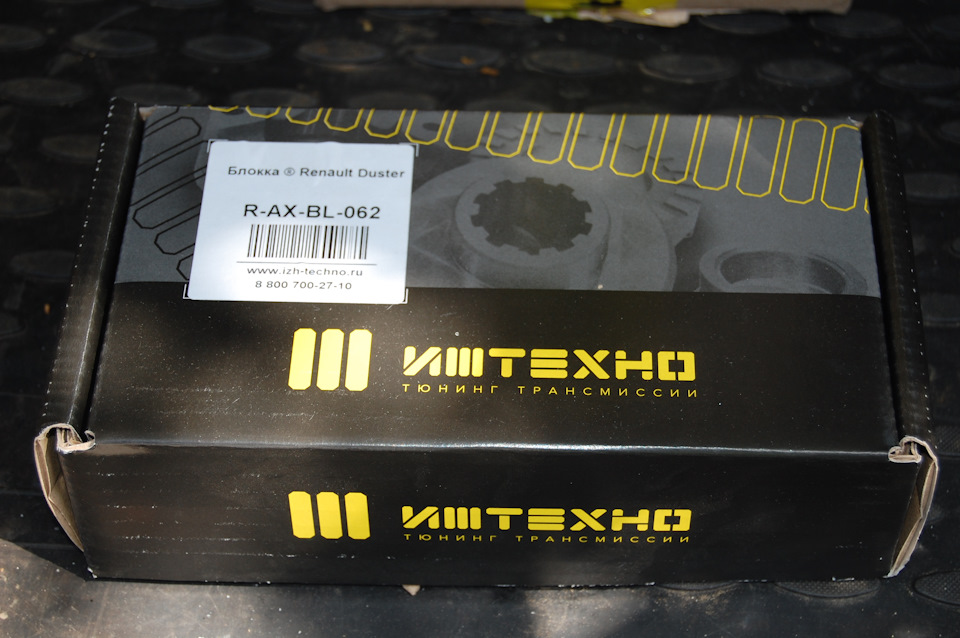 Блокка ® Renault Duster
R-AX-BL-062
www.izh-techno.ru
8 800 700-27-10
ИЖТЕХНО
ТЮНИНГ ТРАНСМИССИИ
ИЖТЕХНО
ТЮНИНГ ТРАНСМИССИИ